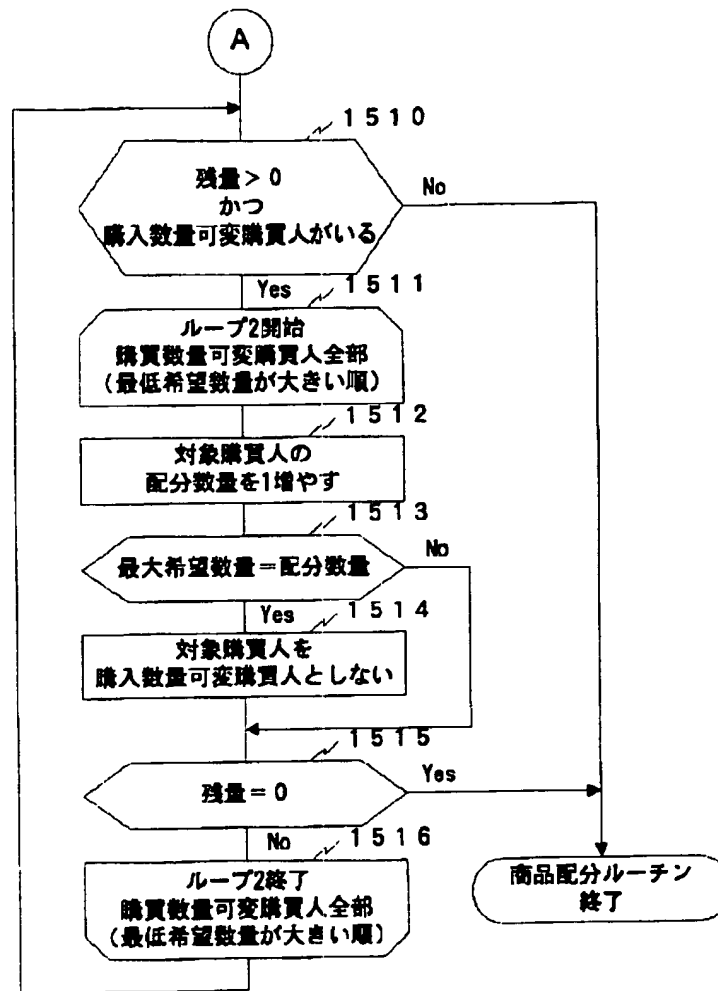 A
1510
残量>0
かつ
購入数量可変購買人がいる
No
Yes
1511
ループ2開始
購買数量可変購買人全部
(最低希望数量が大きい順)
1512
対象購買人の
配分数量を1増やす
1513
最大希望数量=配分数量
No
Yes
1514
対象購買人を
購入数量可変購買人としない
1515
残量=0
Yes
No
1516
ループ2終了
購買数量可変購買人全部
(最低希望数量が大きい順)
商品配分ルーチン
終了